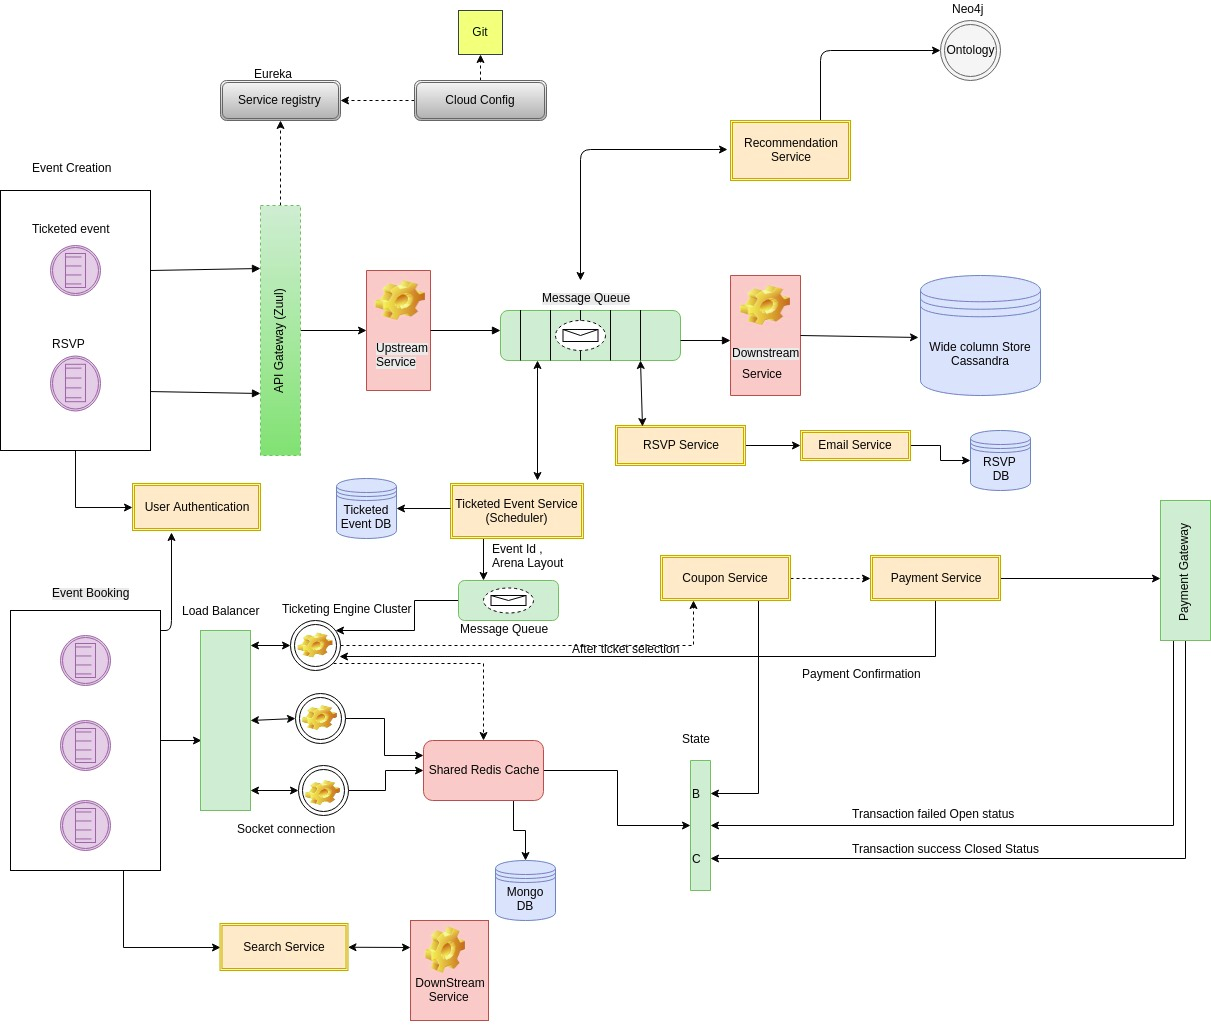 Neo4j
Git
Ontology
Eureka
Service registry
Cloud Config
Recommendation
Service
Event Creation
Ticketed event
RSVP
API Gateway (Zuul)
Upstream
Service
Message Queue
Downstream
Service
Wide column Store
Cassandra
RSVP Service
Email Service
RSVP
DB
User Authentication
Ticketed
Event DB
Ticketed Event Service
(Scheduler)
Event Id ,
Arena Layout
Message Queue
Coupon Service
Payment Service
Payment Gateway
Event Booking
Load Balancer
Ticketing Engine Cluster
After ticket selection
Payment Confirmation
Shared Redis Cache
Socket connection
State
B
C
Transaction failed Open status
Transaction success Closed Status
Mongo
DB
Search Service
DownStream
Service